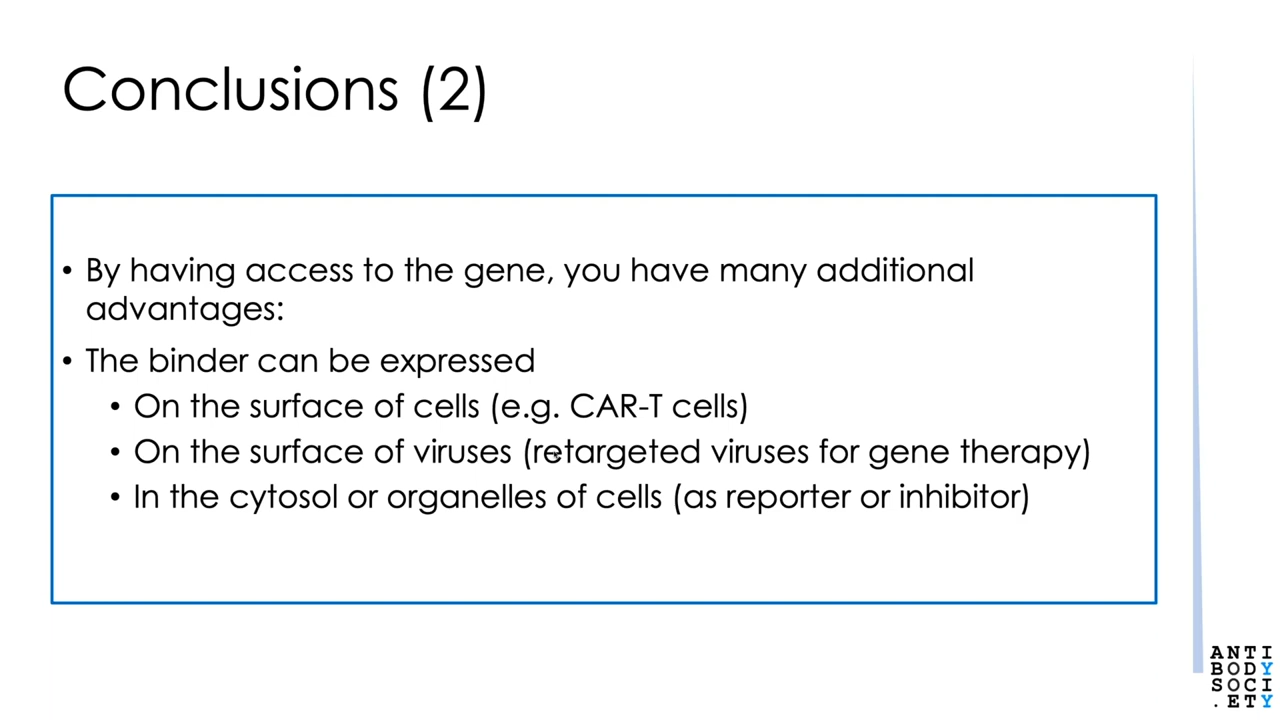 Conclusions (2)
• By having access to the gene, you have many additional
advantages:
• The binder can be expressed
• On the surface of cells (e.g. CAR-T cells)
• On the surface of viruses (retargeted viruses for gene therapy)
• In the cytosol or organelles of cells (as reporter or inhibitor)
ANTI
BODY
SOCI
.ETY